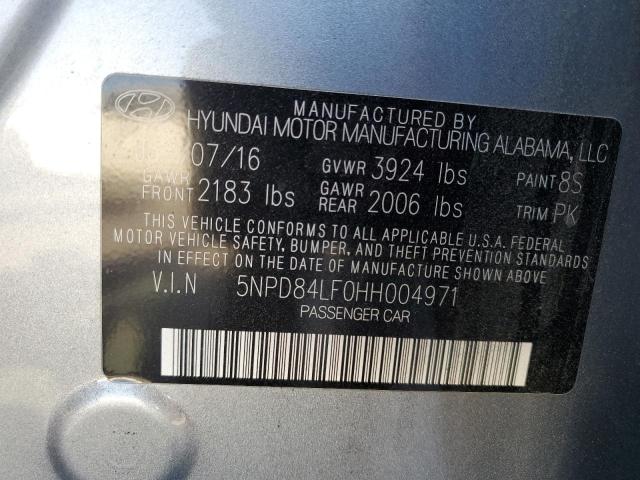 MANUFACTURED BY
HYUNDAI MOTOR MANUFACTURING ALABAMA, LLC
07/16 GVWR 3924 lbs PAINT 8S
GAWR FRONT 2183 lbs GAWR REAR 2006 lbs TRIM PK
THIS VEHICLE CONFORMS TO ALL APPLICABLE U.S.A. FEDERAL
MOTOR VEHICLE SAFETY, BUMPER, AND THEFT PREVENTION STANDARDS
IN EFFECT ON THE DATE OF MANUFACTURE SHOWN ABOVE.
V.I.N 5NPD84LF0HH004971
PASSENGER CAR